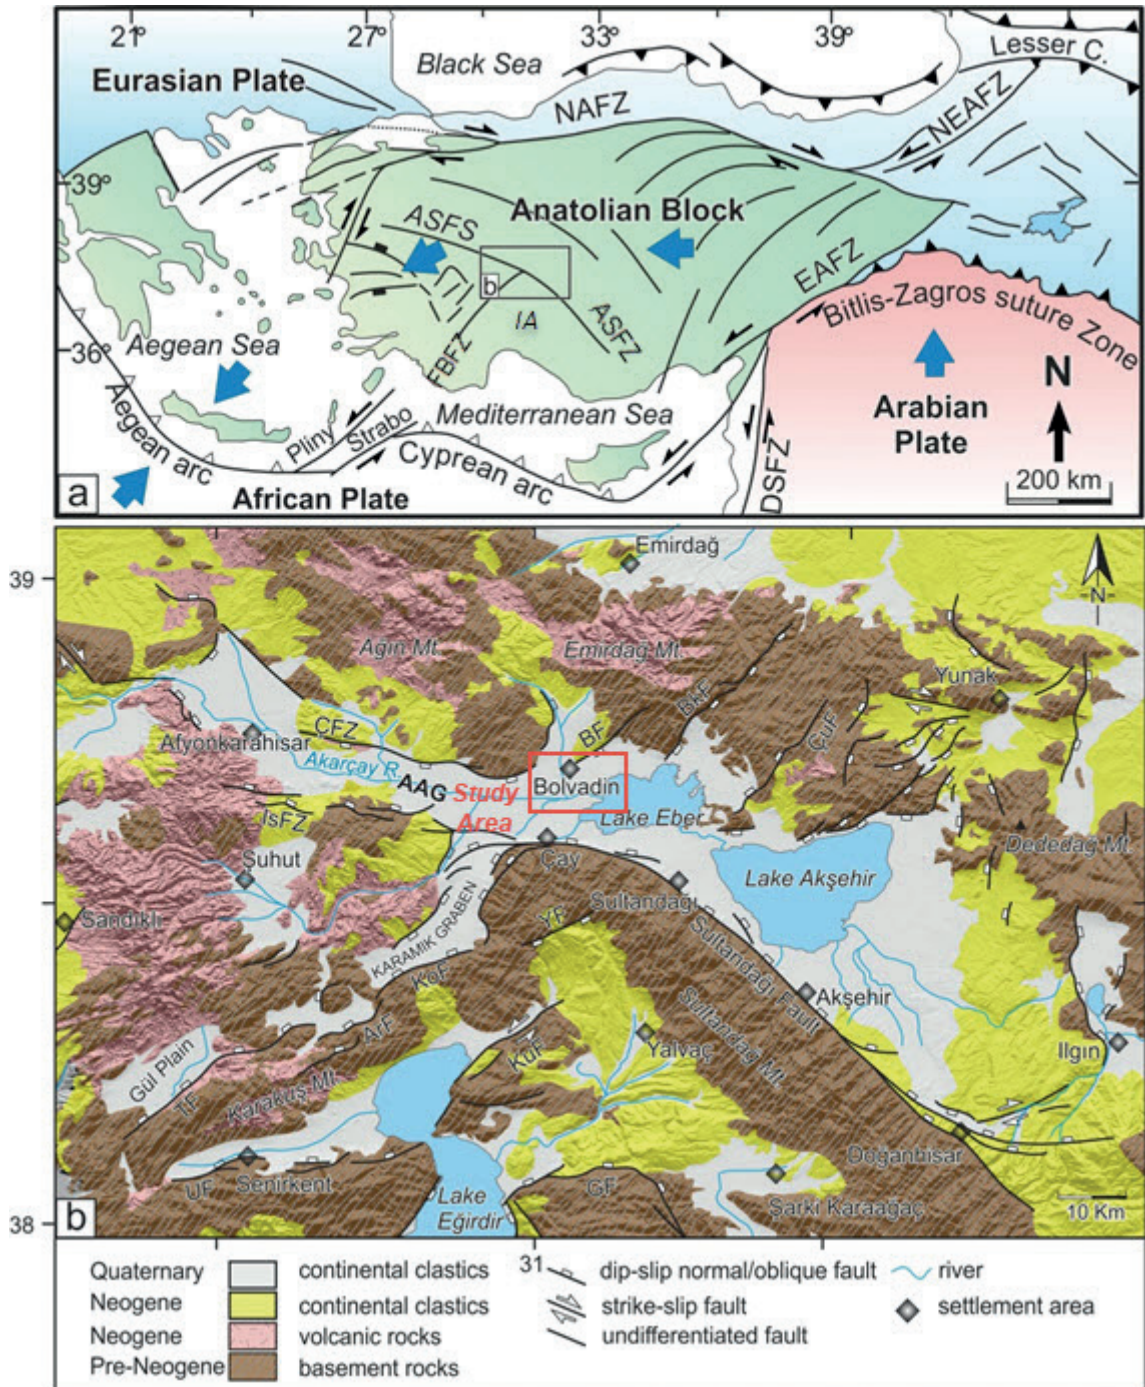 21°
27°
33°
39°
Eurasian Plate
Black Sea
Lesser C.
NAFZ
NEAFZ
39°
ASFS
Anatolian Block
EAFZ
b
IA
ASFZ
FBFZ
Bitlis-Zagros suture Zone
36°
Aegean Sea
Aegean arc
Pliny
Strabo
Mediterranean Sea
Cyprean arc
Arabian
Plate
N
DSFZ
200 km
a
African Plate
39
Emirdağ
N
Ağın Mt.
Emirdağ Mt.
Yunak
CFZ
BF
BkF
ÇuF
Afyonkarahisar
Akarçay R.
AAG
Study
Area
Bolvadin
Lake Eber
IsFZ
Çay
Dededağ Mt.
Şuhut
Lake Akşehir
Sultandağı
Sandıklı
YF
KARAMIK GRABEN
KoF
Sultandağı Fault
Akşehir
Sultandağ Mt.
ArF
KuF
Yalvaç
Ilgın
Gül Plain
TF
Karakuş Mt.
Doğanhisar
UF
Senirkent
GF
Şarki Karaağaç
Lake
Eğirdir
10 Km
38
b
31
Quaternary continental clastics
Neogene continental clastics
Neogene volcanic rocks
Pre-Neogene basement rocks
dip-slip normal/oblique fault
strike-slip fault
undifferentiated fault
river
settlement area